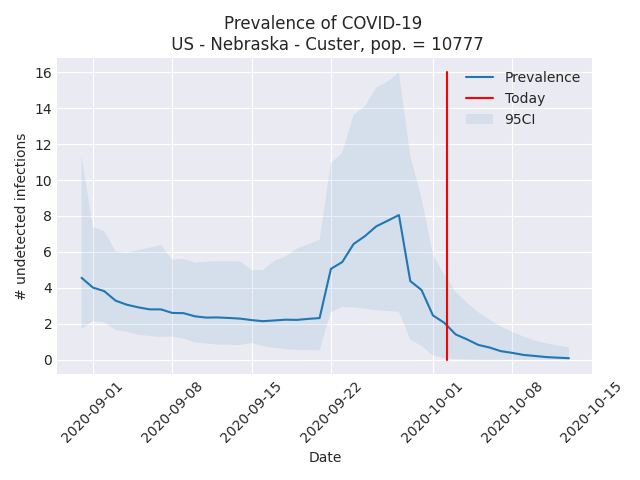 Prevalence of COVID-19
US - Nebraska - Custer, pop. = 10777
Prevalence
Today
95CI
# undetected infections
16
14
12
10
8
6
4
2
0
2020-09-01
2020-09-08
2020-09-15
2020-09-22
2020-10-01
2020-10-08
2020-10-15
Date